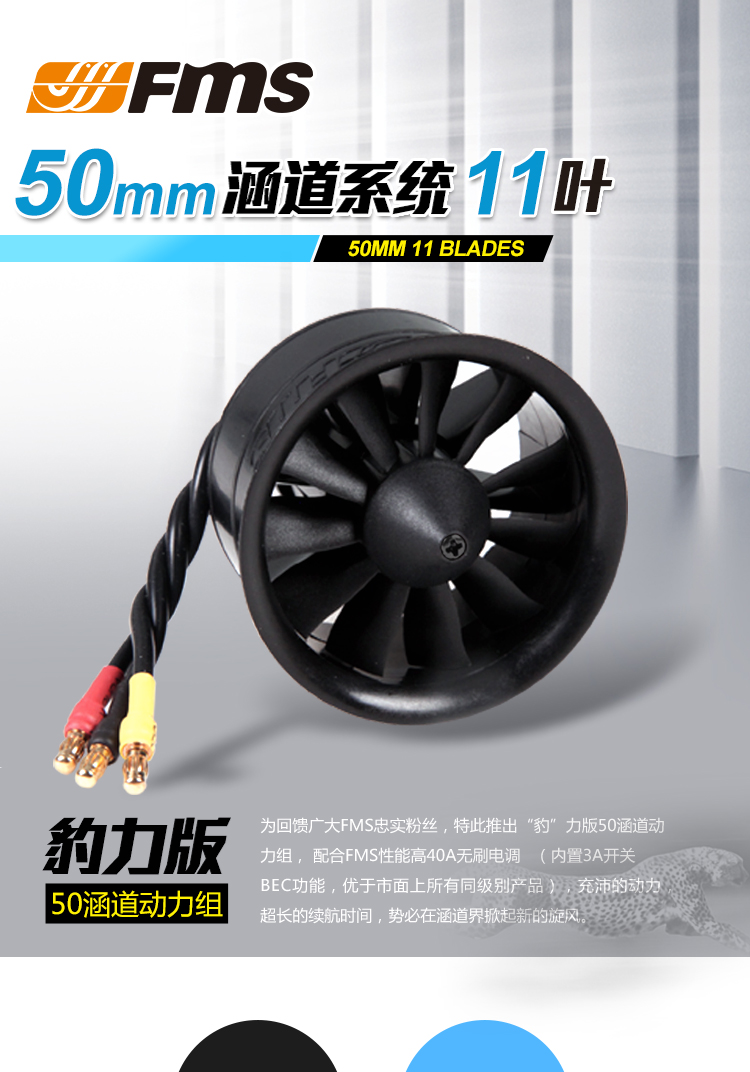 FMS
50mm 涵道系统 11叶
50MM 11 BLADES
豹力版
50涵道动力组
为回馈广大FMS忠实粉丝，特此推出“豹”力版50涵道动
力组， 配合FMS性能高40A无刷电调 （内置3A开关
BEC功能，优于市面上所有同级别产品），充沛的动力
超长的续航时间，势必在涵道界掀起新的旋风。